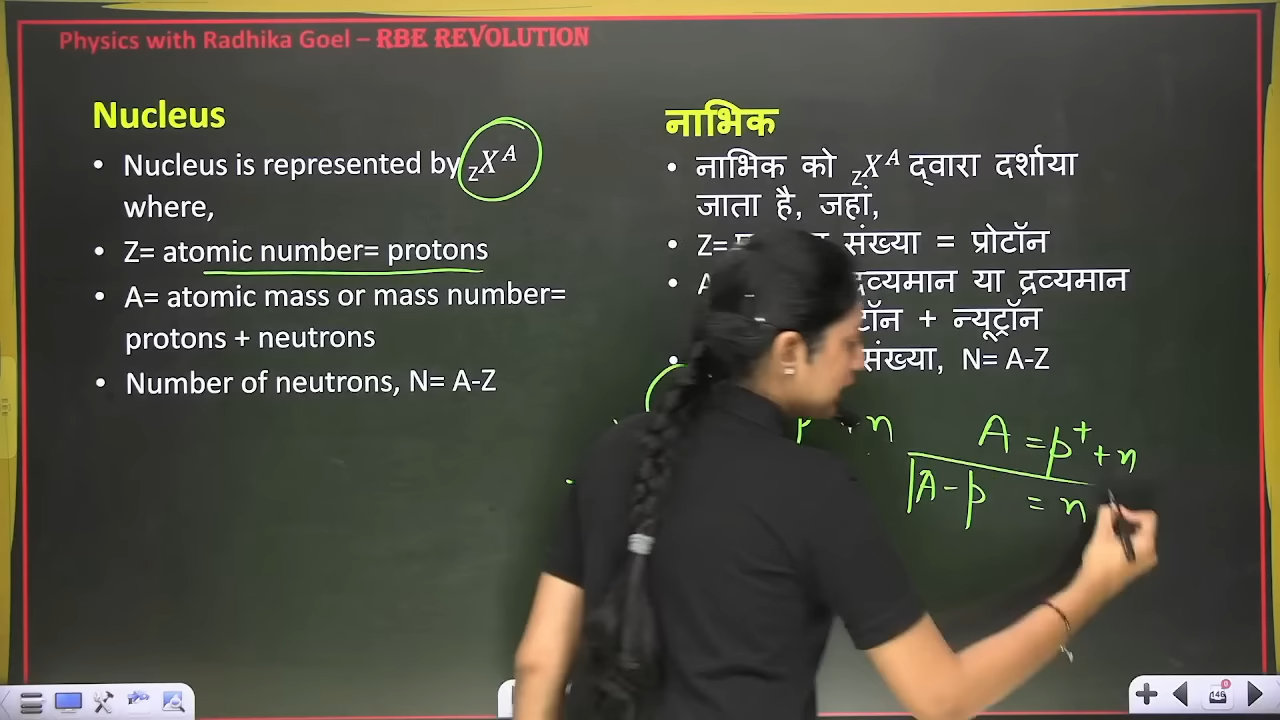 Physics with Radhika Goel – RBE REVOLUTION
Nucleus
• Nucleus is represented by zXᴬ
where,
• Z= atomic number= protons
• A= atomic mass or mass number=
protons + neutrons
• Number of neutrons, N= A-Z
नाभिक
• नाभिक को zXᴬ द्वारा दर्शाया
जाता है, जहां,
• Z= संख्या = प्रोटॉन
• A द्रव्यमान या द्रव्यमान
+ न्यूट्रॉन
• संख्या, N= A-Z
n
A = p⁺ + n
A - p = n
146